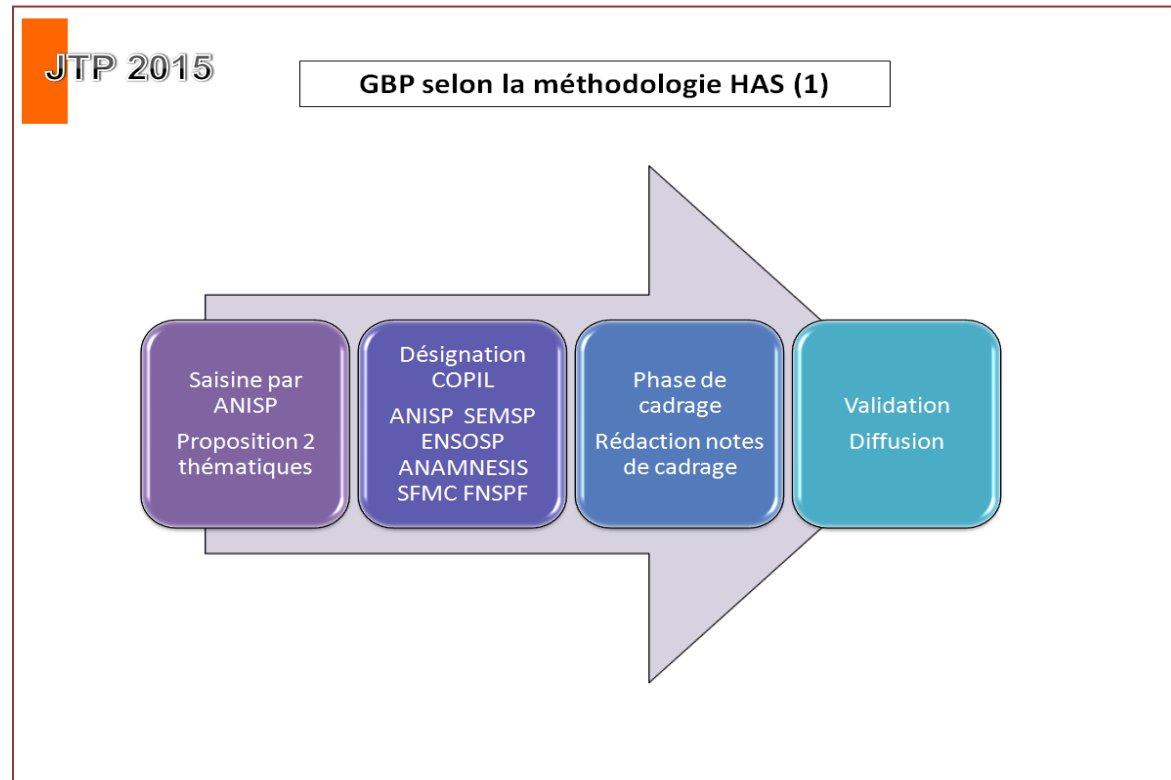 JTP 2015
GBP selon la méthodologie HAS (1)
Saisine par
ANISP
Proposition 2
thématiques
Désignation
COPIL
ANISP SEMSP
ENSOSP
ANAMNESIS
SFMC FNSPF
Phase de
cadrage
Rédaction notes
de cadrage
Validation
Diffusion